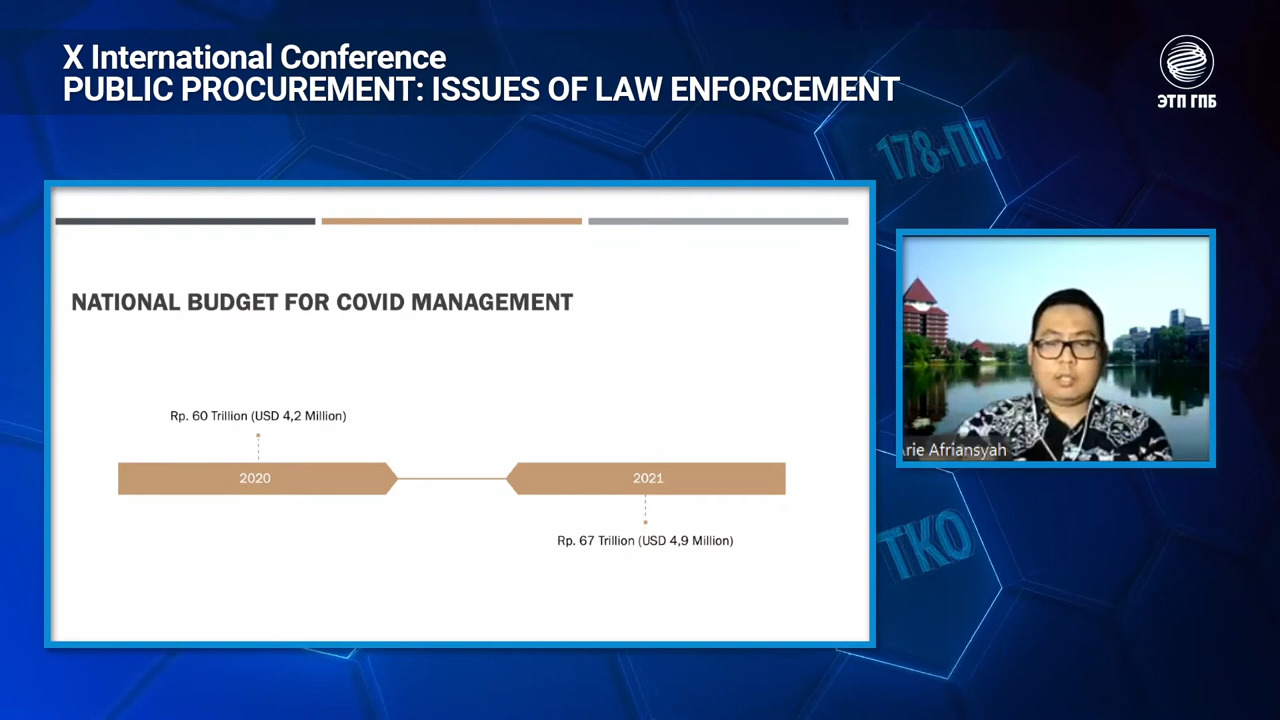 X International Conference
PUBLIC PROCUREMENT: ISSUES OF LAW ENFORCEMENT
ЭТП ГПБ
178-ПП
NATIONAL BUDGET FOR COVID MANAGEMENT
Rp. 60 Trillion (USD 4,2 Million)
2020
2021
Rp. 67 Trillion (USD 4,9 Million)
rie Afriansyah
ТКО